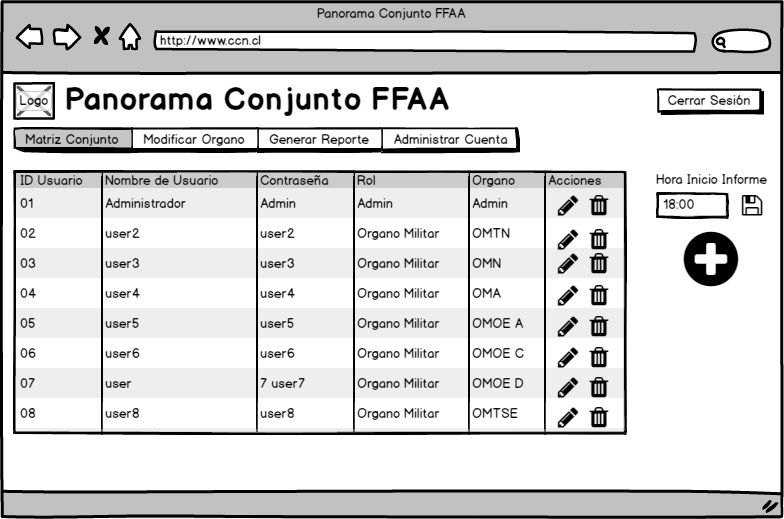 Panorama Conjunto FFAA
http://www.ccn.cl
Logo
Panorama Conjunto FFAA
Cerrar Sesión
Matriz Conjunto Modificar Organo Generar Reporte Administrar Cuenta
ID Usuario Nombre de Usuario Contraseña Rol Organo Acciones
01 Administrador Admin Admin Admin
02 user2 user2 Organo Militar OMTN
03 user3 user3 Organo Militar OMN
04 user4 user4 Organo Militar OMA
05 user5 user5 Organo Militar OMOE A
06 user6 user6 Organo Militar OMOE C
07 user 7 user7 Organo Militar OMOE D
08 user8 user8 Organo Militar OMTSE
Hora Inicio Informe
18:00